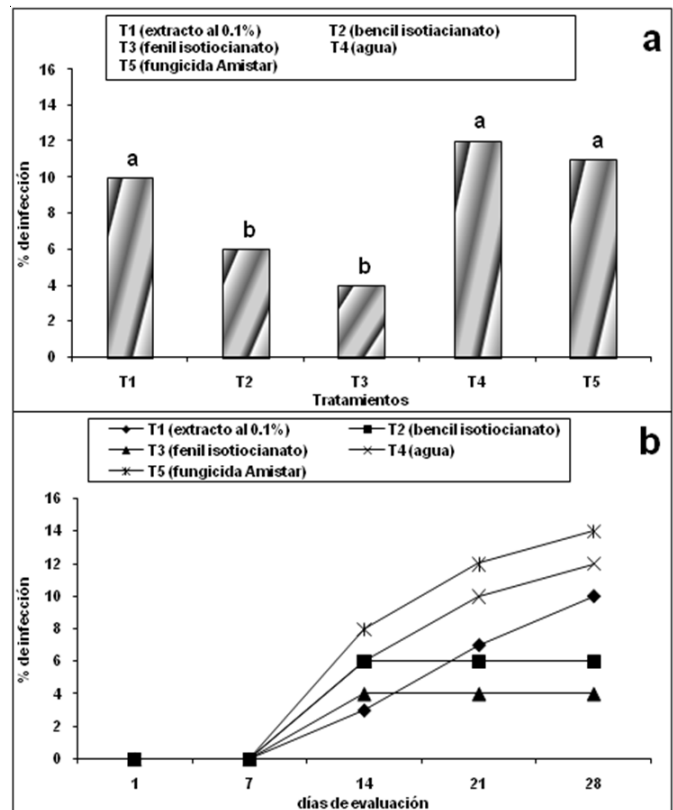 T1 (extracto al 0.1%) T2 (bencil isotiacianato)
T3 (fenil isotiocianato) T4 (agua)
T5 (fungicida Amistar)
a
16
14
12
10
8
6
4
2
0
% de infección
a
b
b
a
a
T1 T2 T3 T4 T5
Tratamientos
T1 (extracto al 0.1%) T2 (bencil isotiocianato)
T3 (fenil isotiocianato) T4 (agua)
T5 (fungicida Amistar)
b
16
14
12
10
8
6
4
2
0
% de infección
1 7 14 21 28
días de evaluación